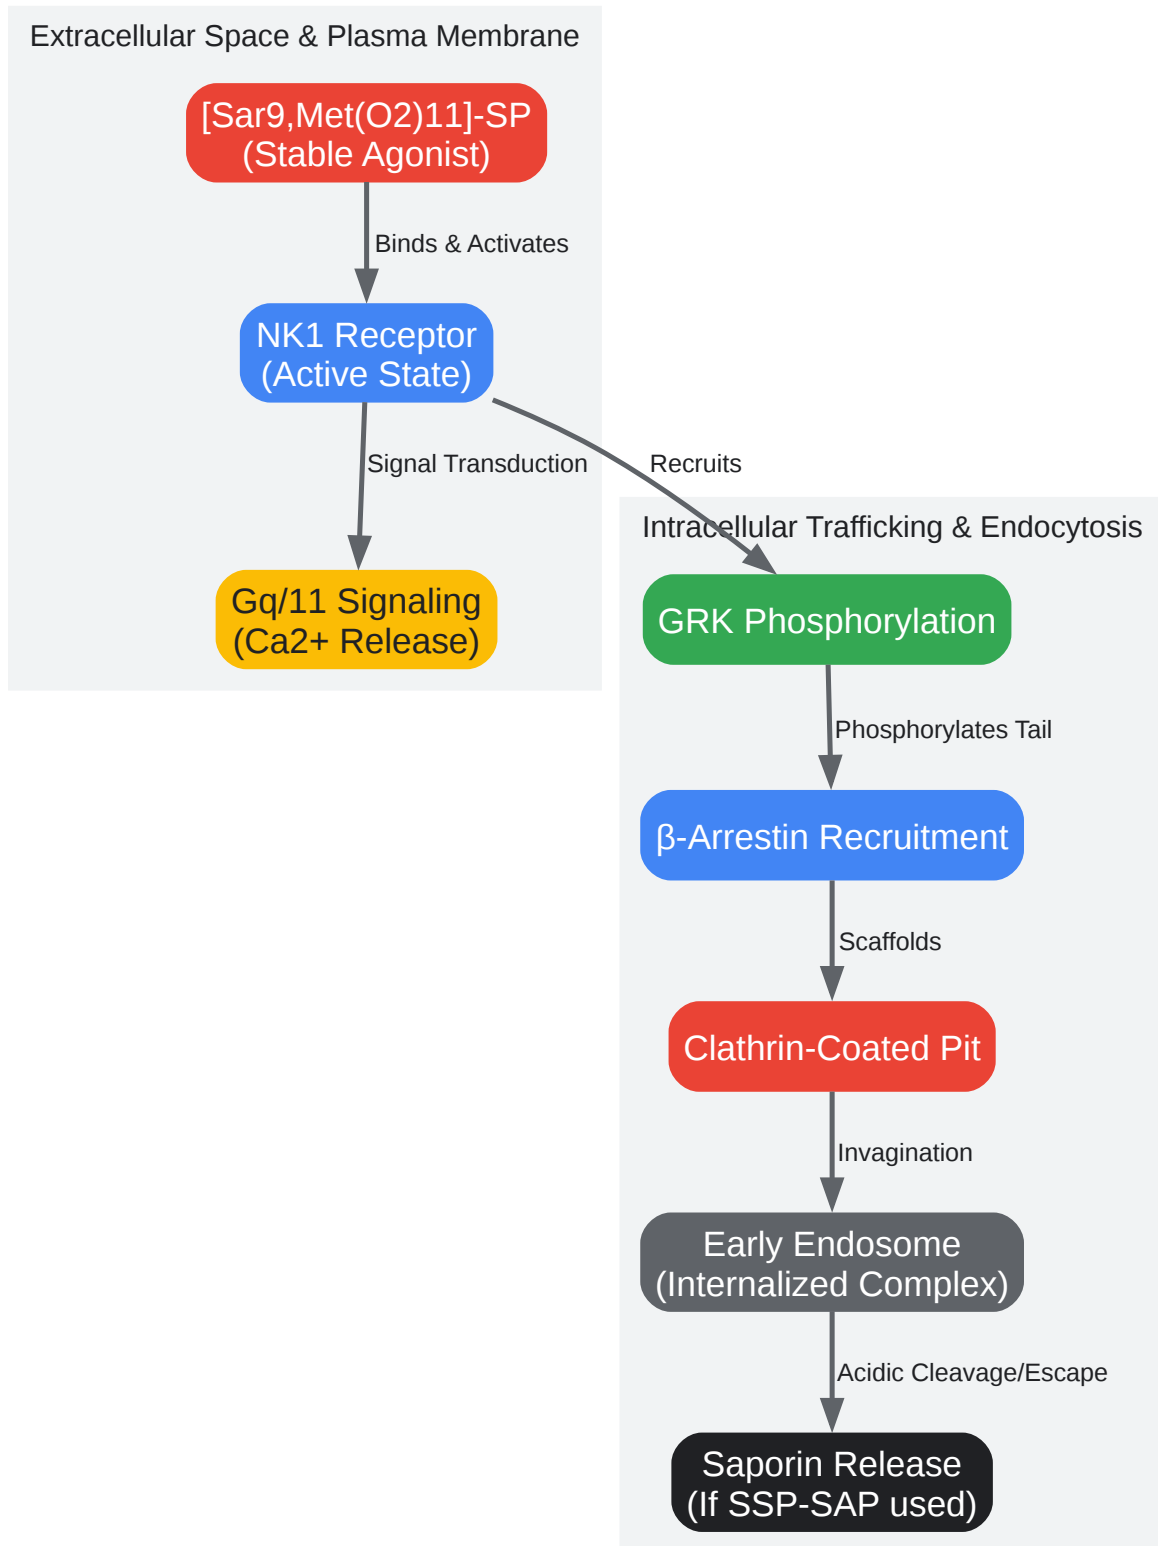 Extracellular Space & Plasma Membrane
[Sar9,Met(O2)11]-SP
(Stable Agonist)
Binds & Activates
NK1 Receptor
(Active State)
Signal Transduction
Recruits
Gq/11 Signaling
(Ca2+ Release)
Intracellular Trafficking & Endocytosis
GRK Phosphorylation
Phosphorylates Tail
β-Arrestin Recruitment
Scaffolds
Clathrin-Coated Pit
Invagination
Early Endosome
(Internalized Complex)
Acidic Cleavage/Escape
Saporin Release
(If SSP-SAP used)